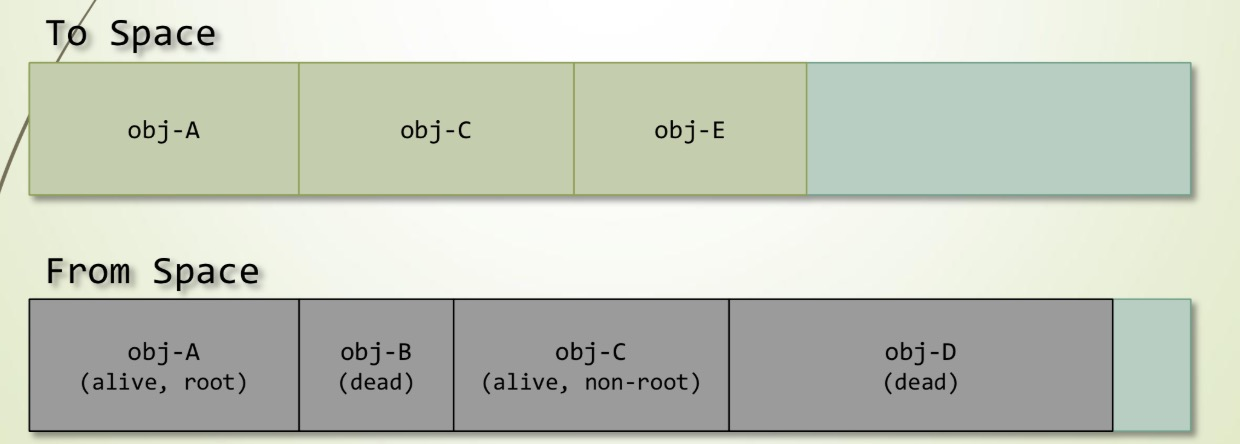 To Space
obj-A
obj-C
obj-E
From Space
obj-A
(alive, root)
obj-B
(dead)
obj-C
(alive, non-root)
obj-D
(dead)